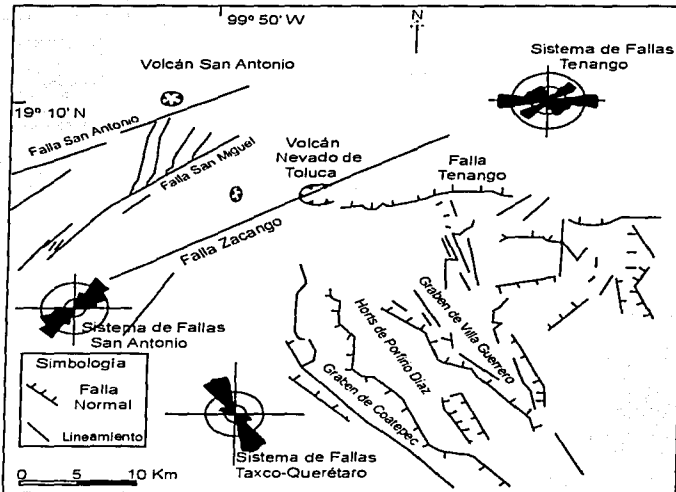 99° 50' W
N
Sistema de Fallas
Tenango
Volcán San Antonio
19° 10' N
Falla San Antonio
Falla San Miguel
Volcán
Nevado de
Toluca
Falla
Tenango
Falla Zacango
Sistema de Fallas
San Antonio
Graben de Villa Guerrero
Horts de Porfirio Díaz
Graben de Coatepec
Simbología
Falla
Normal
Lineamiento
Sistema de Fallas
Taxco-Querétaro
0 5 10 Km